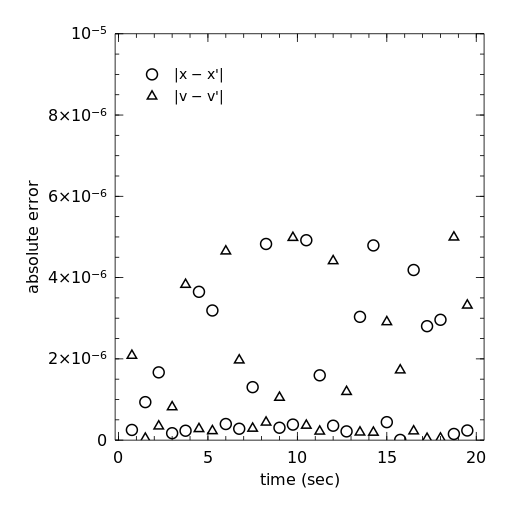 10⁻⁵
|x − x'|
|v − v'|
8×10⁻⁶
6×10⁻⁶
absolute error
4×10⁻⁶
2×10⁻⁶
0
0 5 10 15 20
time (sec)